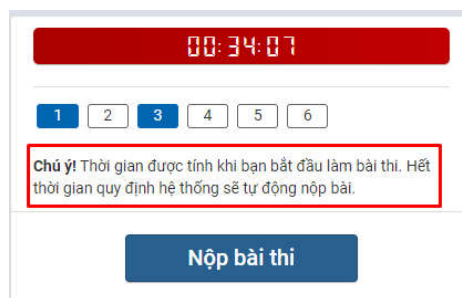 00:34:07
1 2 3 4 5 6
Chú ý! Thời gian được tính khi bạn bắt đầu làm bài thi. Hết
thời gian quy định hệ thống sẽ tự động nộp bài.
Nộp bài thi